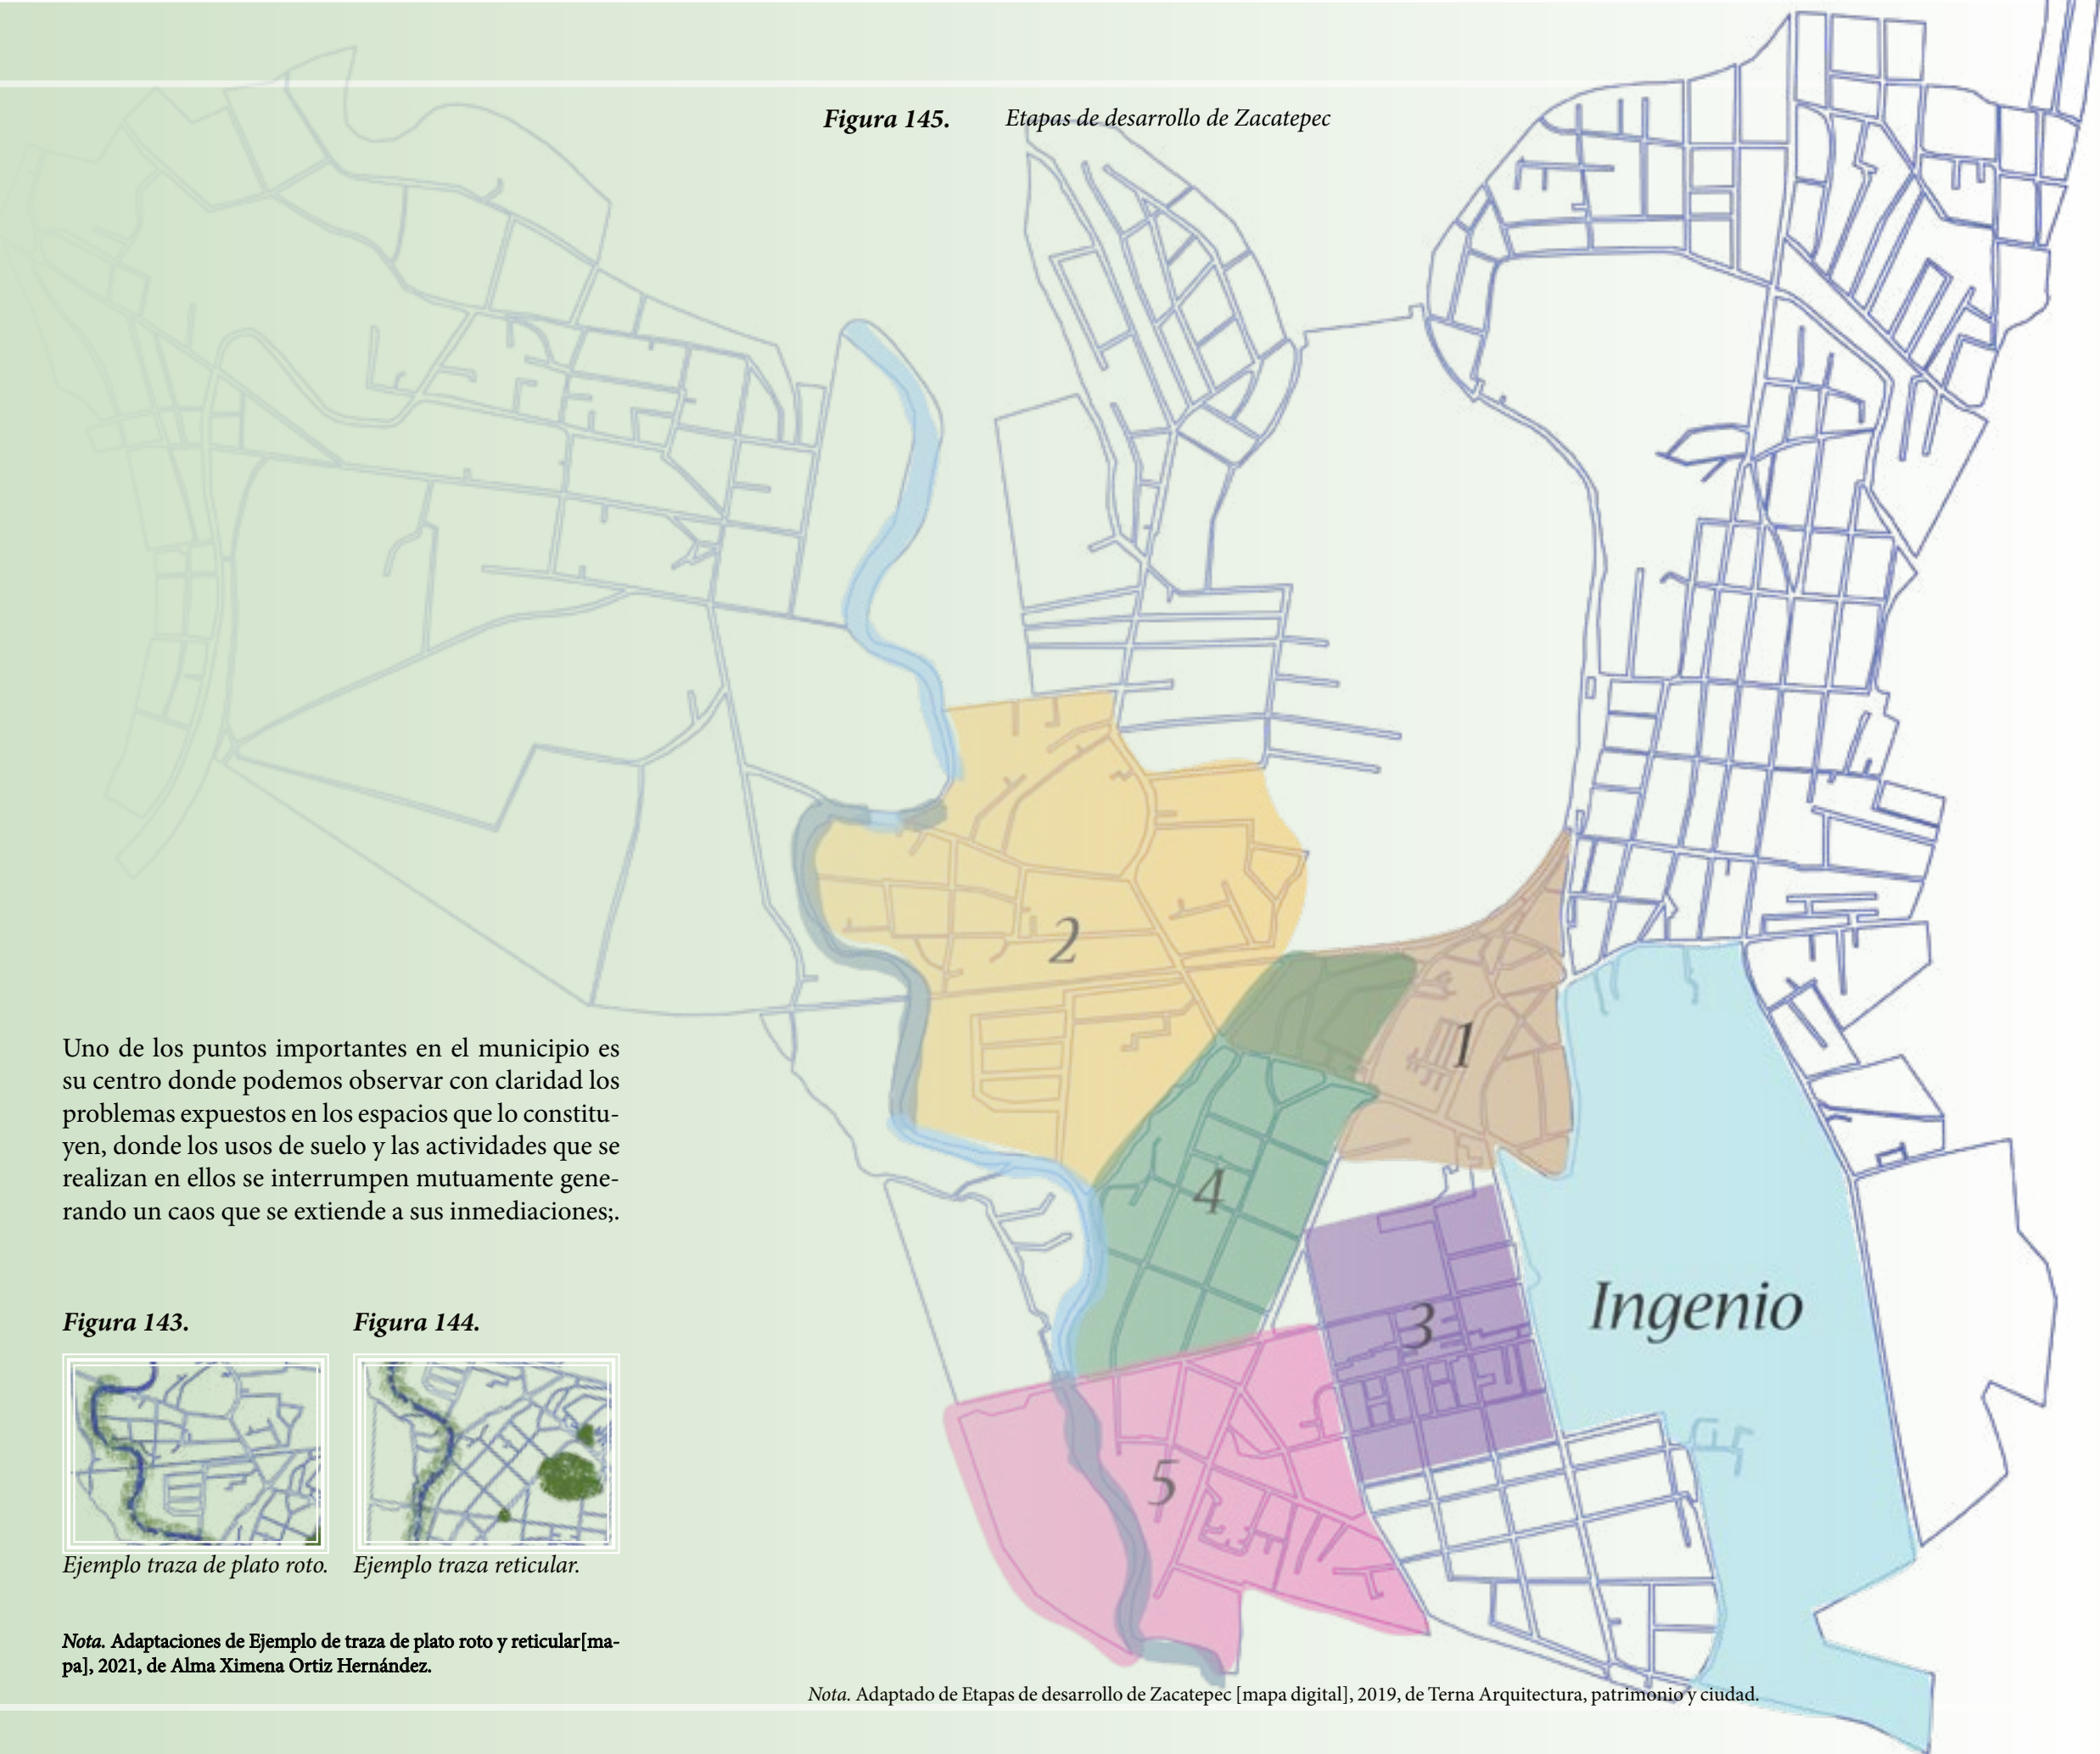 Figura 145. Etapas de desarrollo de Zacatepec
2
1
4
3
Ingenio
5
Uno de los puntos importantes en el municipio es
su centro donde podemos observar con claridad los
problemas expuestos en los espacios que lo constitu-
yen, donde los usos de suelo y las actividades que se
realizan en ellos se interrumpen mutuamente gene-
rando un caos que se extiende a sus inmediaciones;.
Figura 143.
Ejemplo traza de plato roto.
Figura 144.
Ejemplo traza reticular.
Nota. Adaptaciones de Ejemplo de traza de plato roto y reticular[ma-
pa], 2021, de Alma Ximena Ortiz Hernández.
Nota. Adaptado de Etapas de desarrollo de Zacatepec [mapa digital], 2019, de Terna Arquitectura, patrimonio y ciudad.